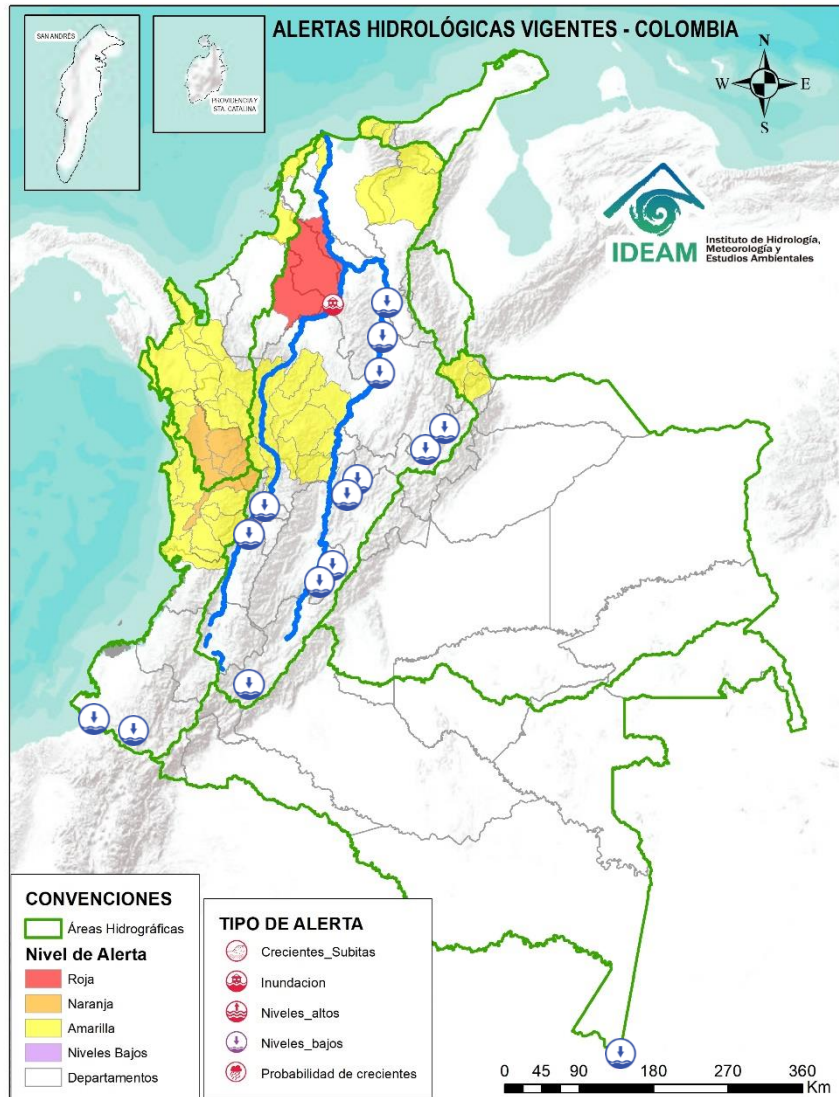 ALERTAS HIDROLÓGICAS VIGENTES - COLOMBIA
SAN ANDRÉS
PROVIDENCIA Y
STA. CATALINA
N
W
E
S
IDEAM
Instituto de Hidrología,
Meteorología y
Estudios Ambientales
CONVENCIONES
Áreas Hidrográficas
Nivel de Alerta
Roja
Naranja
Amarilla
Niveles Bajos
Departamentos
TIPO DE ALERTA
Crecientes_Subitas
Inundacion
Niveles_altos
Niveles_bajos
Probabilidad de crecientes
0 45 90 180 270 360
Km